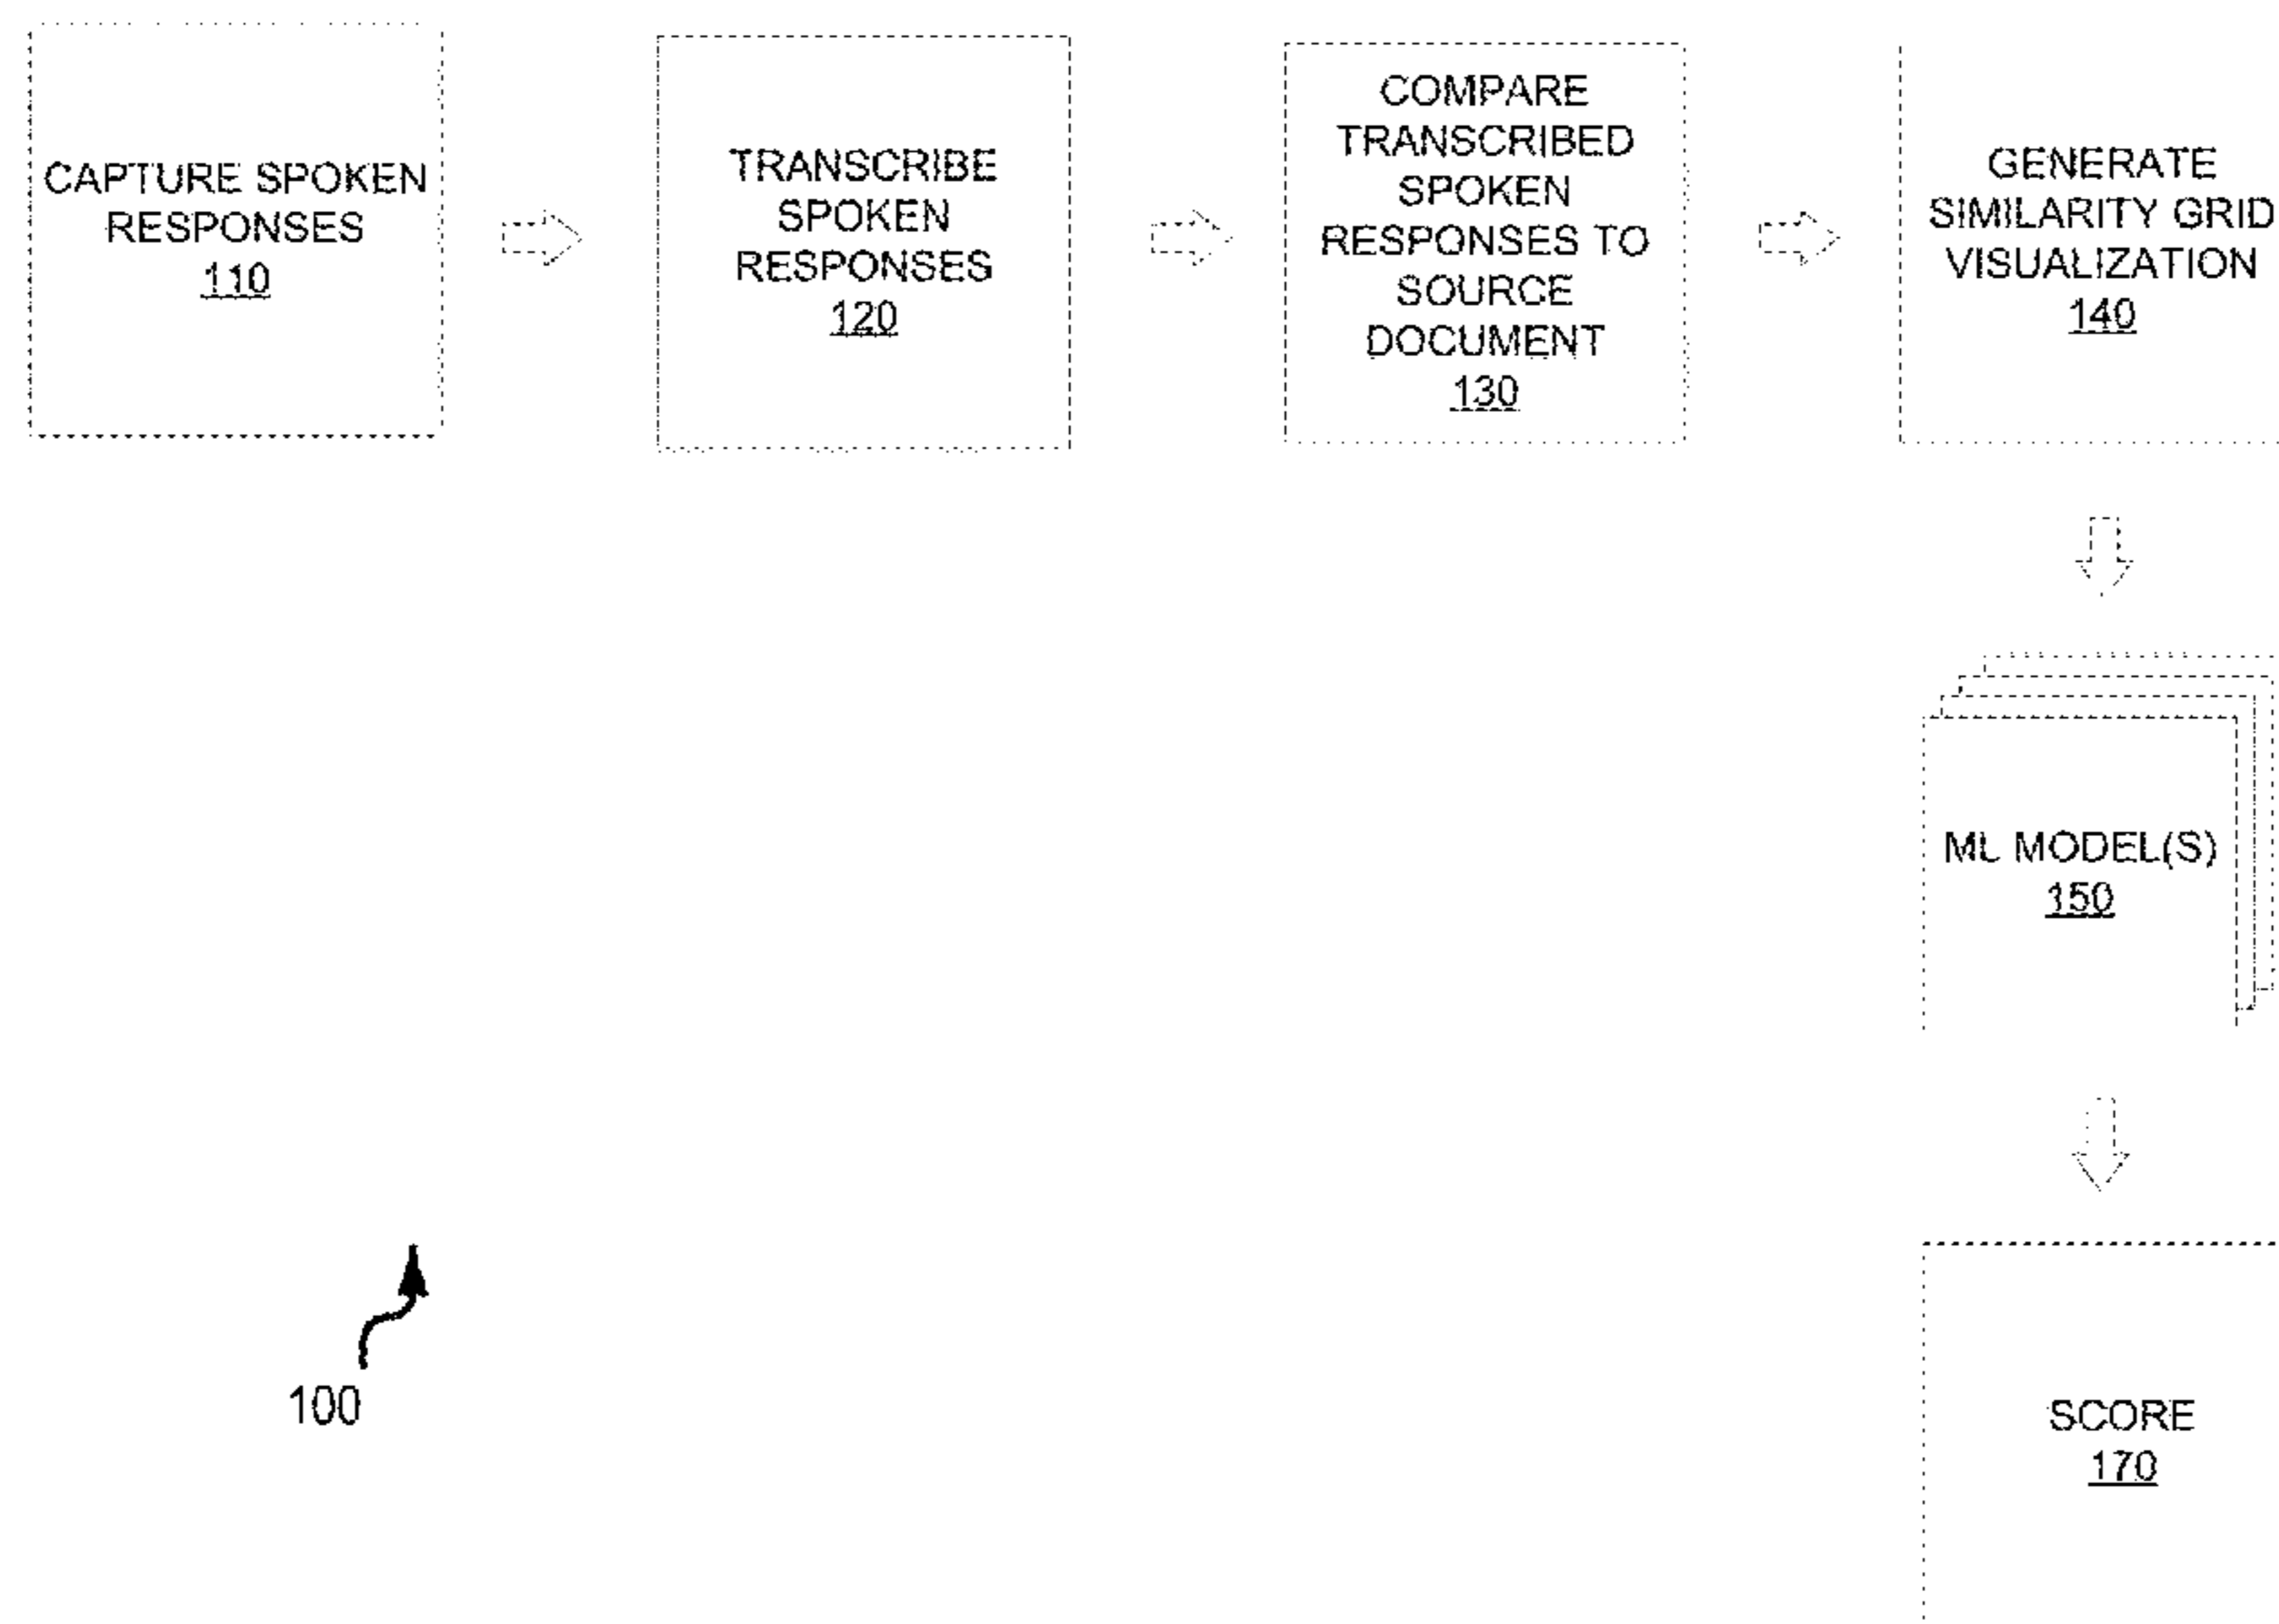 CAPTURE SPOKEN
RESPONSES
110
TRANSCRIBE
SPOKEN
RESPONSES
120
COMPARE
TRANSCRIBED
SPOKEN
RESPONSES TO
SOURCE
DOCUMENT
130
GENERATE
SIMILARITY GRID
VISUALIZATION
140
ML MODEL(S)
150
SCORE
170
100